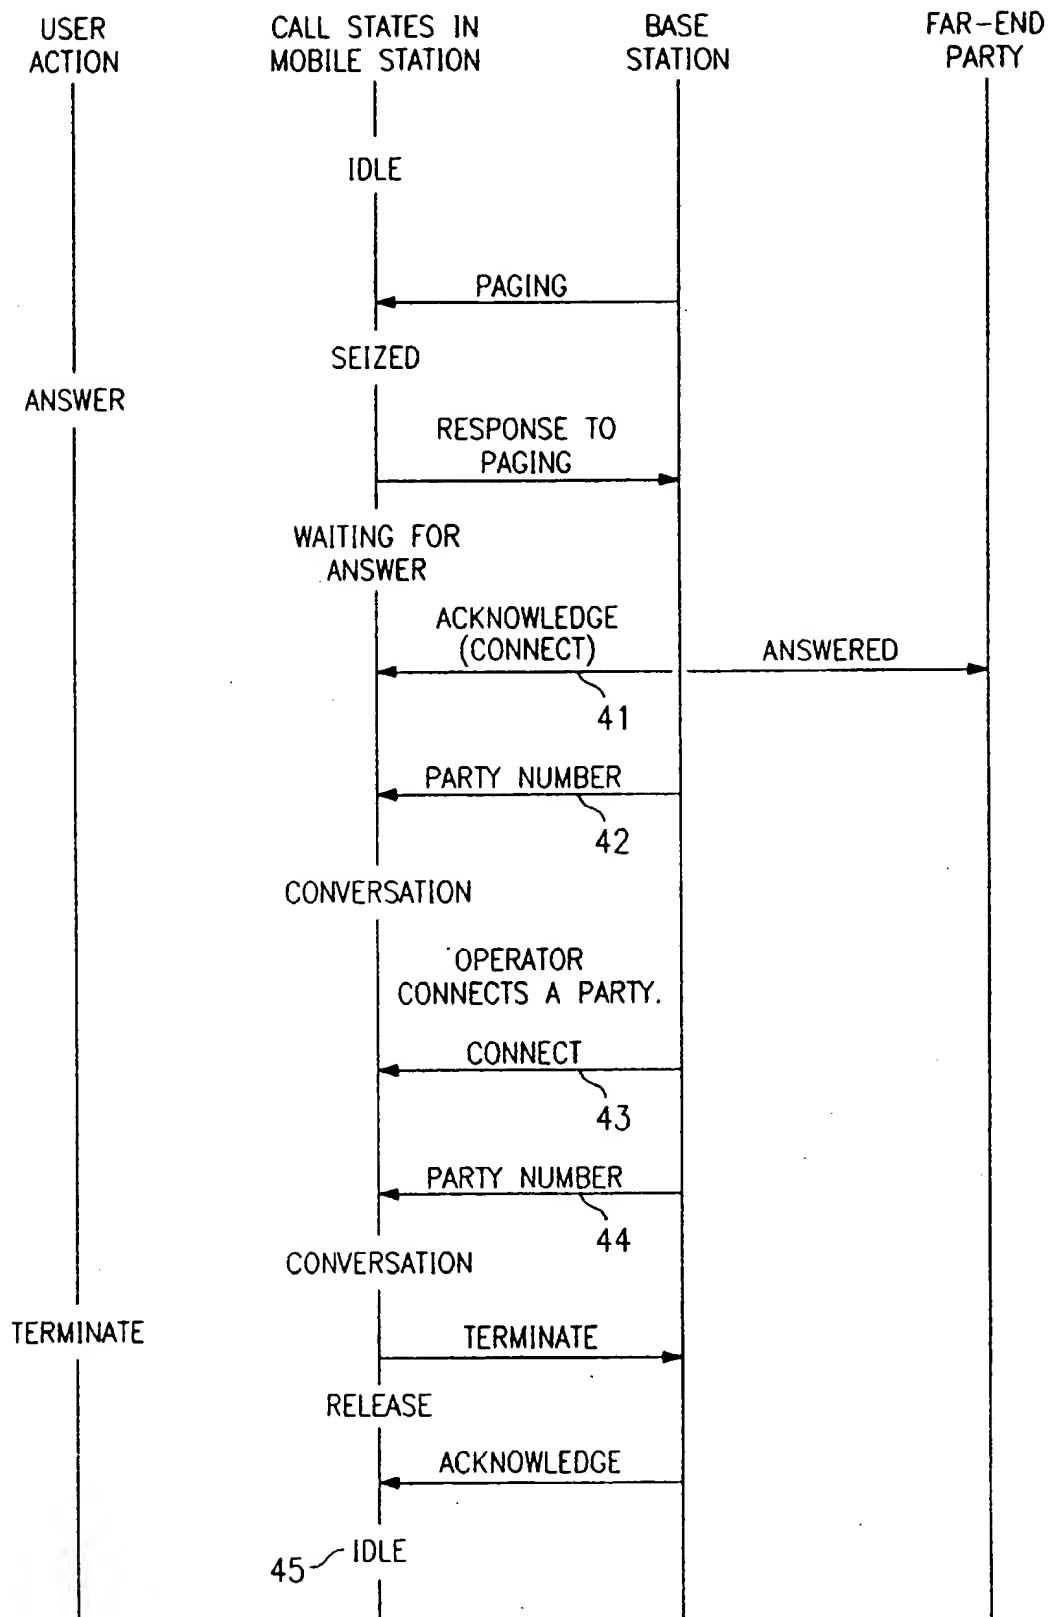 USER
ACTION
CALL STATES IN
MOBILE STATION
BASE
STATION
FAR-END
PARTY
IDLE
PAGING
SEIZED
ANSWER
RESPONSE TO
PAGING
WAITING FOR
ANSWER
ACKNOWLEDGE
(CONNECT)
ANSWERED
41
PARTY NUMBER
42
CONVERSATION
OPERATOR
CONNECTS A PARTY.
CONNECT
43
PARTY NUMBER
44
CONVERSATION
TERMINATE
TERMINATE
RELEASE
ACKNOWLEDGE
45
IDLE